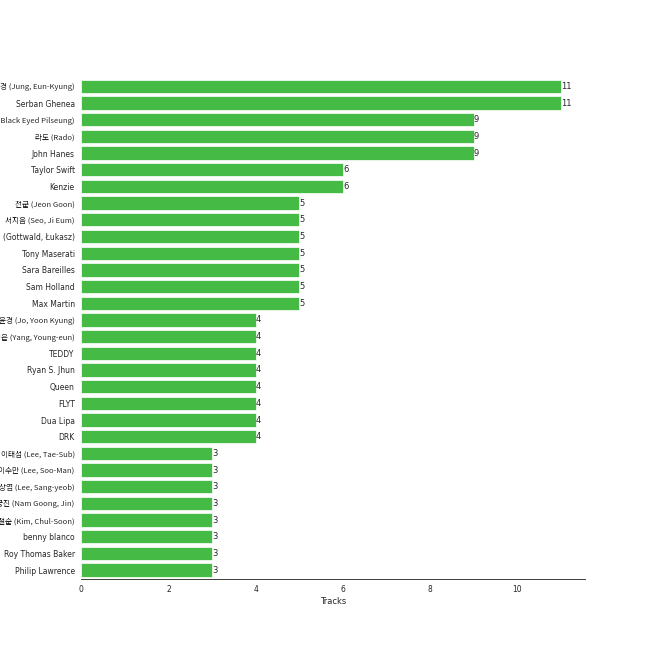 경 (Jung, Eun-Kyung) 11
Serban Ghenea 11
Black Eyed Pilseung) 9
라도 (Rado) 9
John Hanes 9
Taylor Swift 6
Kenzie 6
전군 (Jeon Goon) 5
서지음 (Seo, Ji Eum) 5
(Gottwald, Łukasz) 5
Tony Maserati 5
Sara Bareilles 5
Sam Holland 5
Max Martin 5
윤경 (Jo, Yoon Kyung) 4
(Yang, Young-eun) 4
TEDDY 4
Ryan S. Jhun 4
Queen 4
FLYT 4
Dua Lipa 4
DRK 4
이태섭 (Lee, Tae-Sub) 3
이수만 (Lee, Soo-Man) 3
상엽 (Lee, Sang-yeob) 3
궁진 (Nam Goong, Jin) 3
철순 (Kim, Chul-Soon) 3
benny blanco 3
Roy Thomas Baker 3
Philip Lawrence 3
0 2 4 6 8 10
Tracks